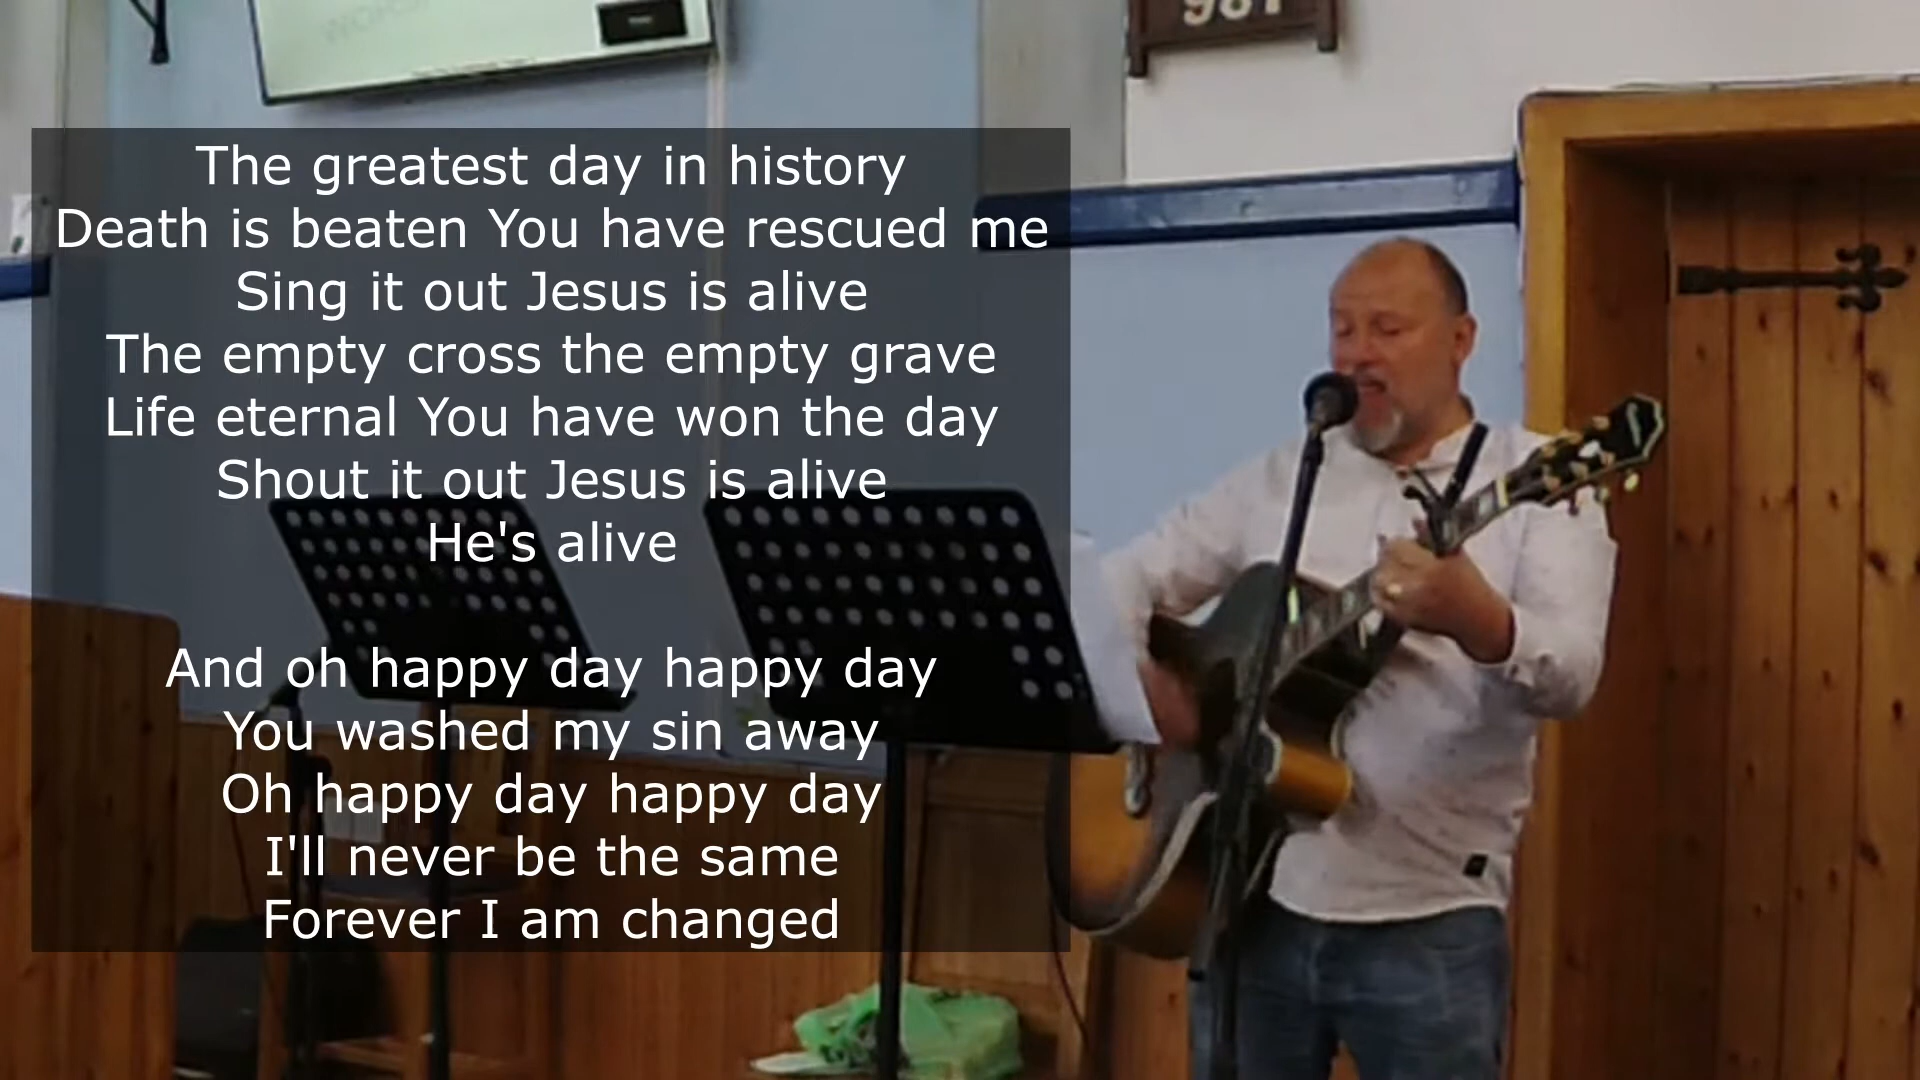 981
The greatest day in history
Death is beaten You have rescued me
Sing it out Jesus is alive
The empty cross the empty grave
Life eternal You have won the day
Shout it out Jesus is alive
He's alive
And oh happy day happy day
You washed my sin away
Oh happy day happy day
I'll never be the same
Forever I am changed